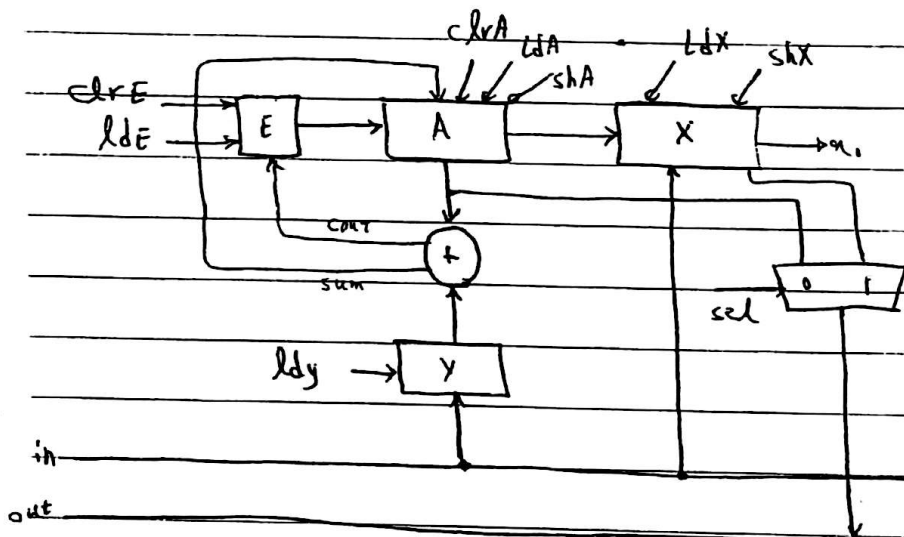 clrA
ldA
shA
LdX
shX
clrE
ldE
E
A
X
x₀
cout
+
sum
0 1
sel
ldy
Y
in
out